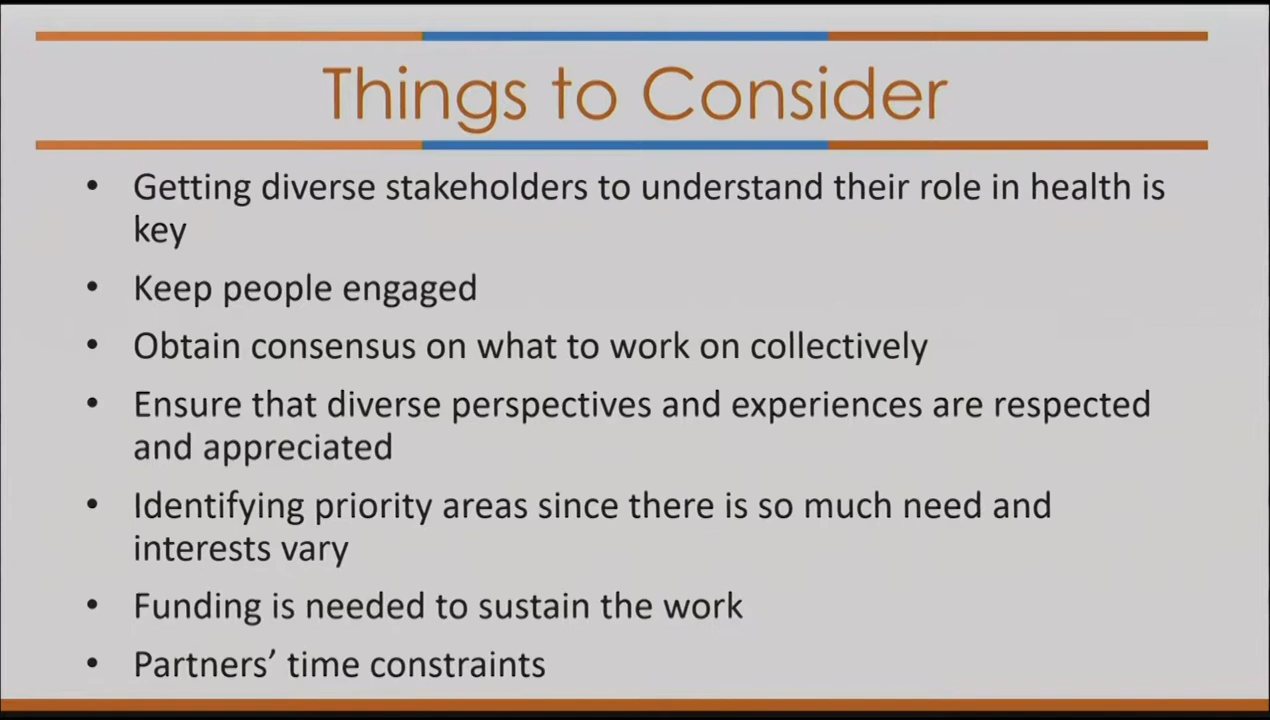 Things to Consider
• Getting diverse stakeholders to understand their role in health is
key
• Keep people engaged
• Obtain consensus on what to work on collectively
• Ensure that diverse perspectives and experiences are respected
and appreciated
• Identifying priority areas since there is so much need and
interests vary
• Funding is needed to sustain the work
• Partners’ time constraints